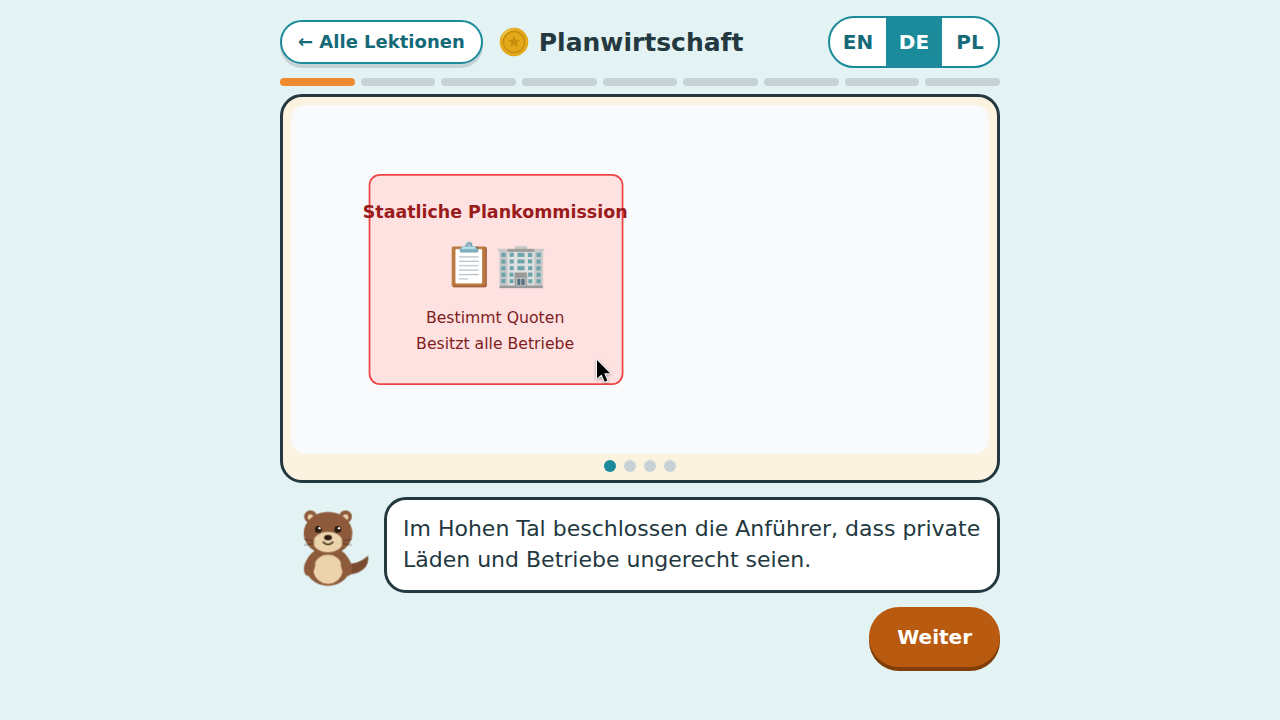 ← Alle Lektionen
Planwirtschaft
EN DE PL
Staatliche Plankommission
Bestimmt Quoten
Besitzt alle Betriebe
Im Hohen Tal beschlossen die Anführer, dass private
Läden und Betriebe ungerecht seien.
Weiter